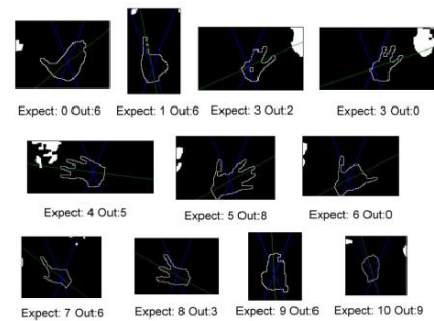 Expect: 0 Out:6
Expect: 1 Out:6
Expect: 3 Out:2
Expect: 3 Out:0
Expect: 4 Out:5
Expect: 5 Out:8
Expect: 6 Out:0
Expect: 7 Out:6
Expect: 8 Out:3
Expect: 9 Out:6
Expect: 10 Out:9